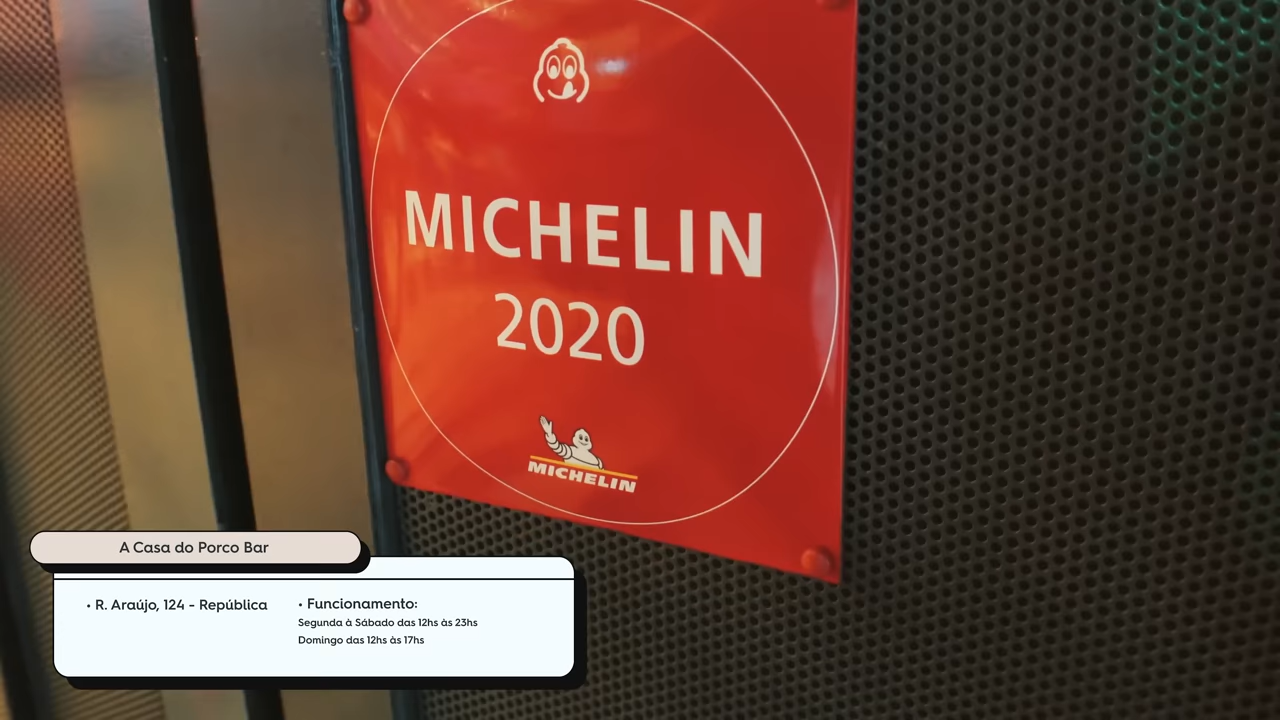 MICHELIN
2020
MICHELIN
A Casa do Porco Bar
• R. Araújo, 124 - República
• Funcionamento:
Segunda à Sábado das 12hs às 23hs
Domingo das 12hs às 17hs